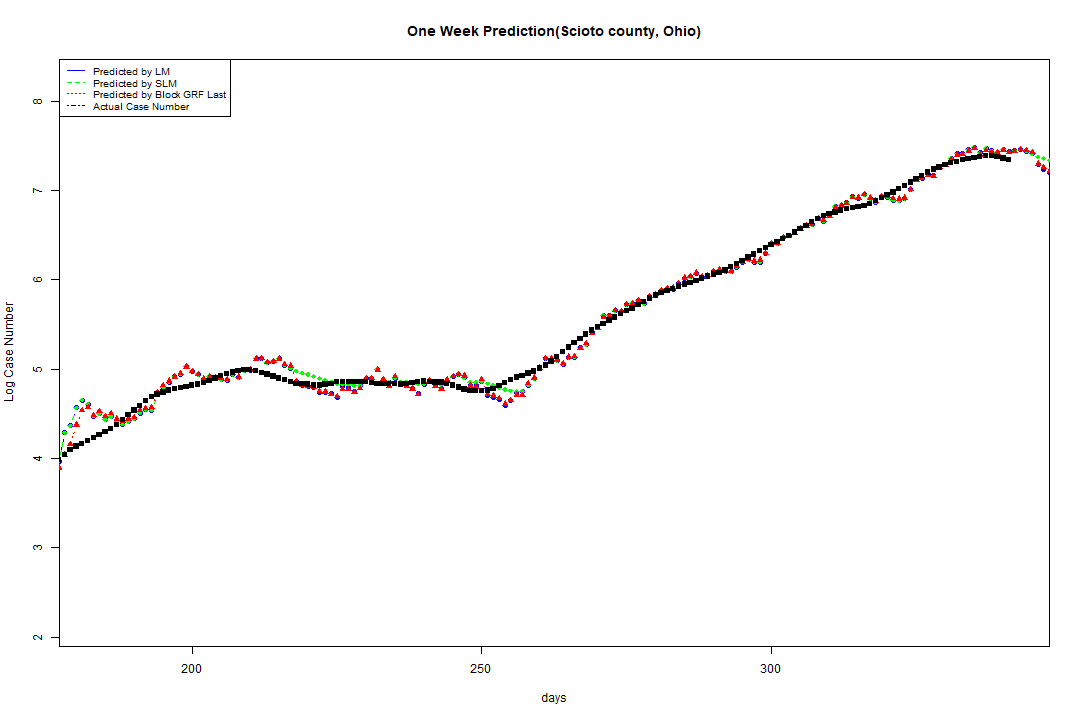 One Week Prediction(Scioto county, Ohio)
Predicted by LM
Predicted by SLM
Predicted by Block GRF Last
Actual Case Number
8
7
6
5
4
3
2
Log Case Number
200
250
300
days